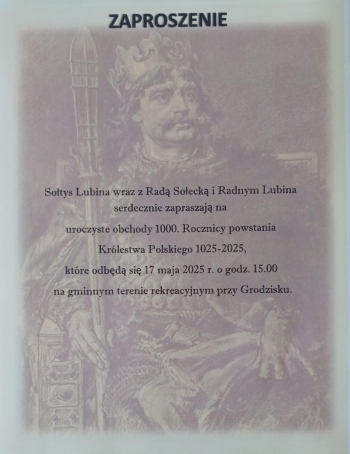 ZAPROSZENIE
Sołtys Lubina wraz z Radą Sołecką i Radnym Lubina
serdecznie zapraszają na
uroczyste obchody 1000. Rocznicy powstania
Królestwa Polskiego 1025-2025,
które odbędą się 17 maja 2025 r. o godz. 15.00
na gminnym terenie rekreacyjnym przy Grodzisku.